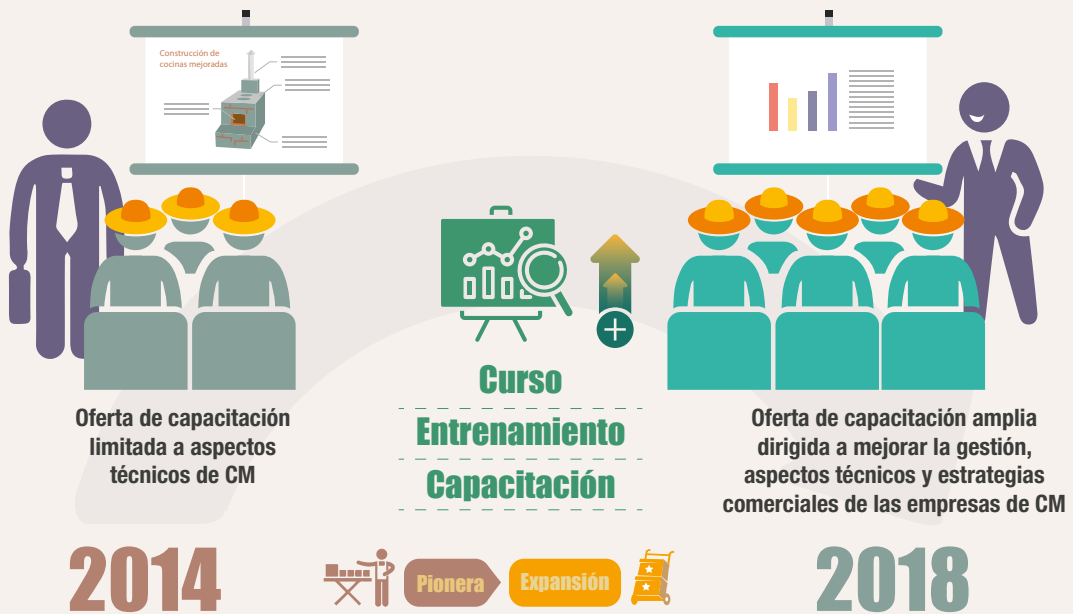 Construcción de
cocinas mejoradas
Oferta de capacitación
limitada a aspectos
técnicos de CM
Curso
Entrenamiento
Capacitación
Oferta de capacitación amplia
dirigida a mejorar la gestión,
aspectos técnicos y estrategias
comerciales de las empresas de CM
2014
Pionera
Expansión
2018